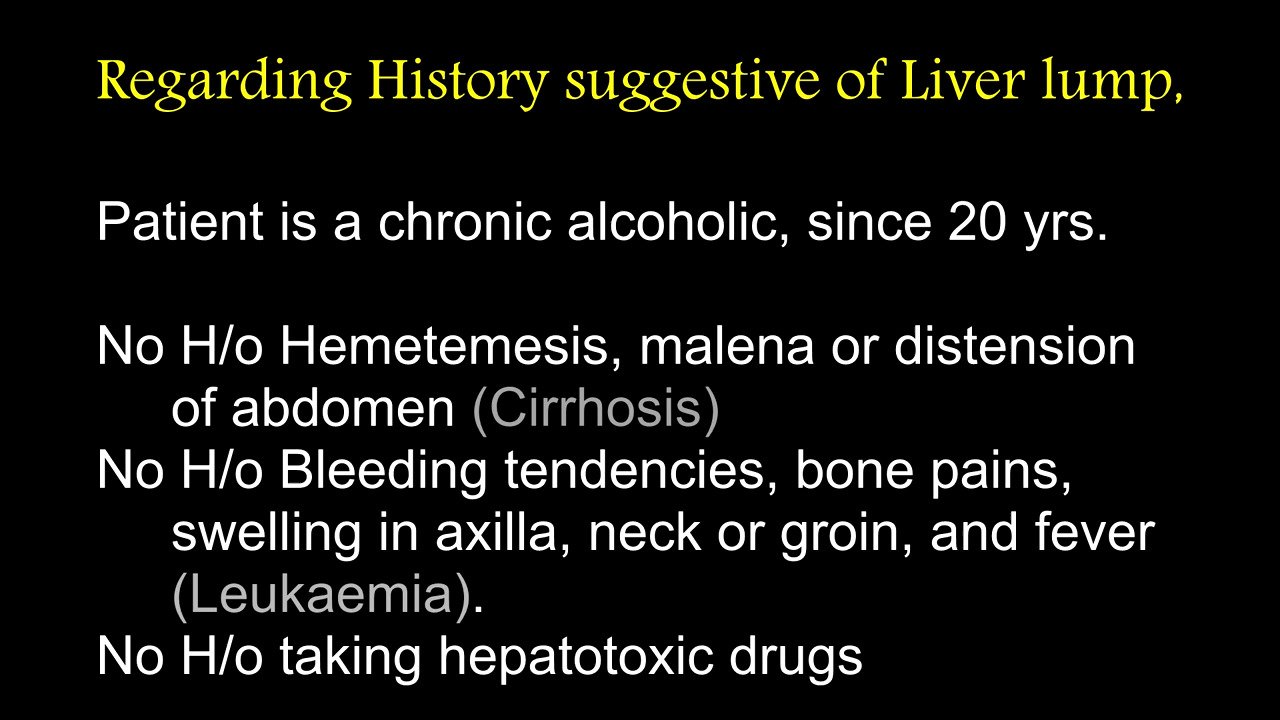 Regarding History suggestive of Liver lump,
Patient is a chronic alcoholic, since 20 yrs.
No H/o Hemetemesis, malena or distension
of abdomen (Cirrhosis)
No H/o Bleeding tendencies, bone pains,
swelling in axilla, neck or groin, and fever
(Leukaemia).
No H/o taking hepatotoxic drugs